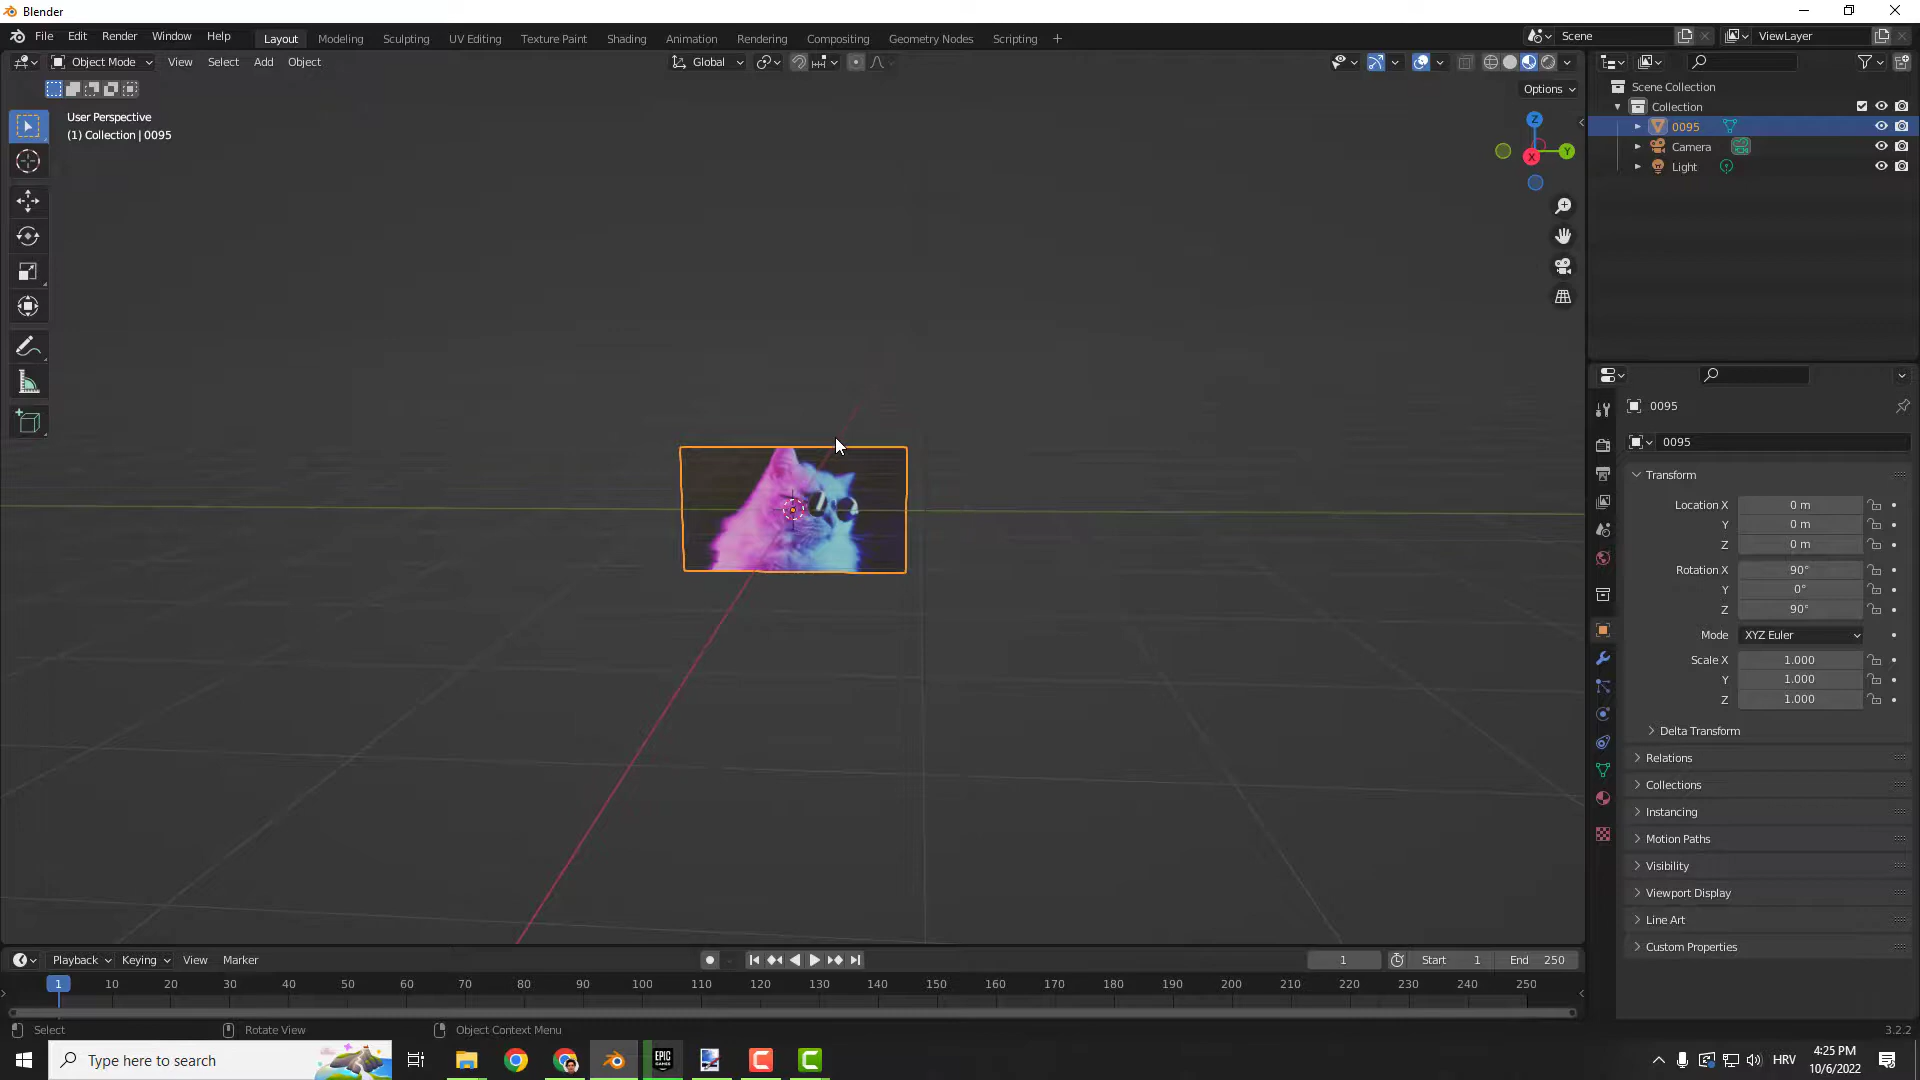 Blender
File Edit Render Window Help Layout Modeling Sculpting UV Editing Texture Paint Shading Animation Rendering Compositing Geometry Nodes Scripting + Scene ViewLayer
Object Mode View Select Add Object Global
Options
User Perspective
(1) Collection | 0095
Z
Y
X
Scene Collection
Collection
0095
Camera
Light
0095
0095
Transform
Location X 0 m
Y 0 m
Z 0 m
Rotation X 90°
Y 0°
Z 90°
Mode XYZ Euler
Scale X 1.000
Y 1.000
Z 1.000
Delta Transform
Relations
Collections
Instancing
Motion Paths
Visibility
Viewport Display
Line Art
Custom Properties
Playback Keying View Marker 1 Start 1 End 250
1 10 20 30 40 50 60 70 80 90 100 110 120 130 140 150 160 170 180 190 200 210 220 230 240 250
Select Rotate View Object Context Menu 3.2.2
Type here to search EPIC GAMES HRV 4:25 PM
10/6/2022